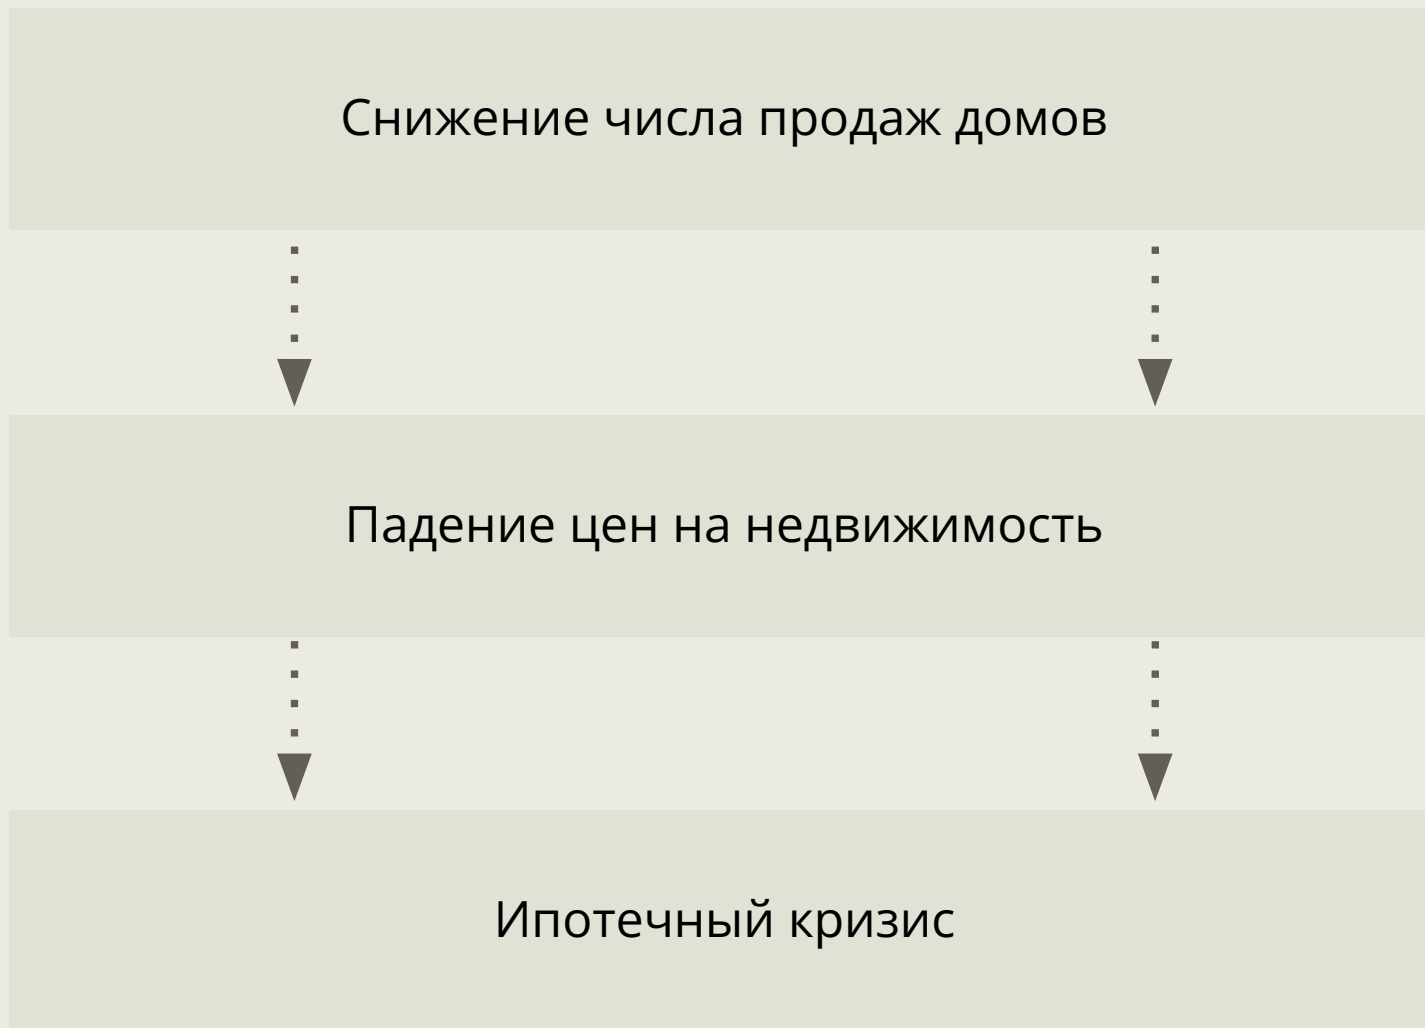 Снижение числа продаж домов
Падение цен на недвижимость
Ипотечный кризис